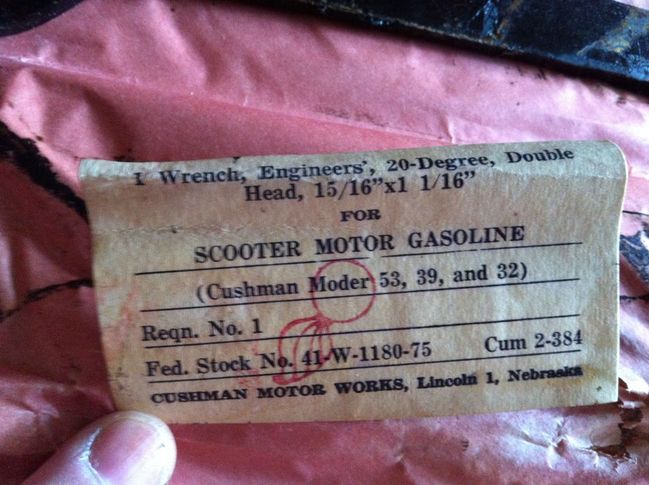 1 Wrench, Engineers', 20-Degree, Double
Head, 15/16"x1 1/16"
FOR
SCOOTER MOTOR GASOLINE
(Cushman Moder 53, 39, and 32)
Reqn. No. 1
Fed. Stock No. 41-W-1180-75 Cum 2-384
CUSHMAN MOTOR WORKS, Lincoln 1, Nebraska